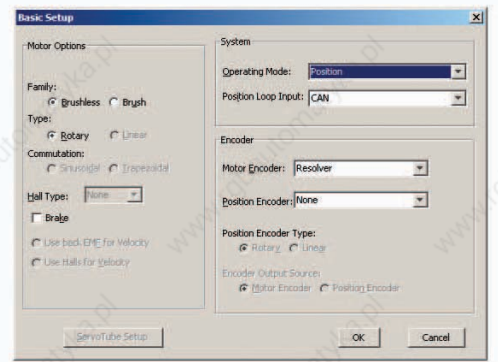 Basic Setup
Motor Options
Family:
Brushless Brush
Type:
Rotary Linear
Commutation:
Sinusoidal Trapezoidal
Hall Type: None
Brake
Use back EMF for Velocity
Use Halls for Velocity
ServoTube Setup
System
Operating Mode: Position
Position Loop Input: CAN
Encoder
Motor Encoder: Resolver
Position Encoder: None
Position Encoder Type:
Rotary Linear
Encoder Output Source:
Motor Encoder Position Encoder
OK Cancel